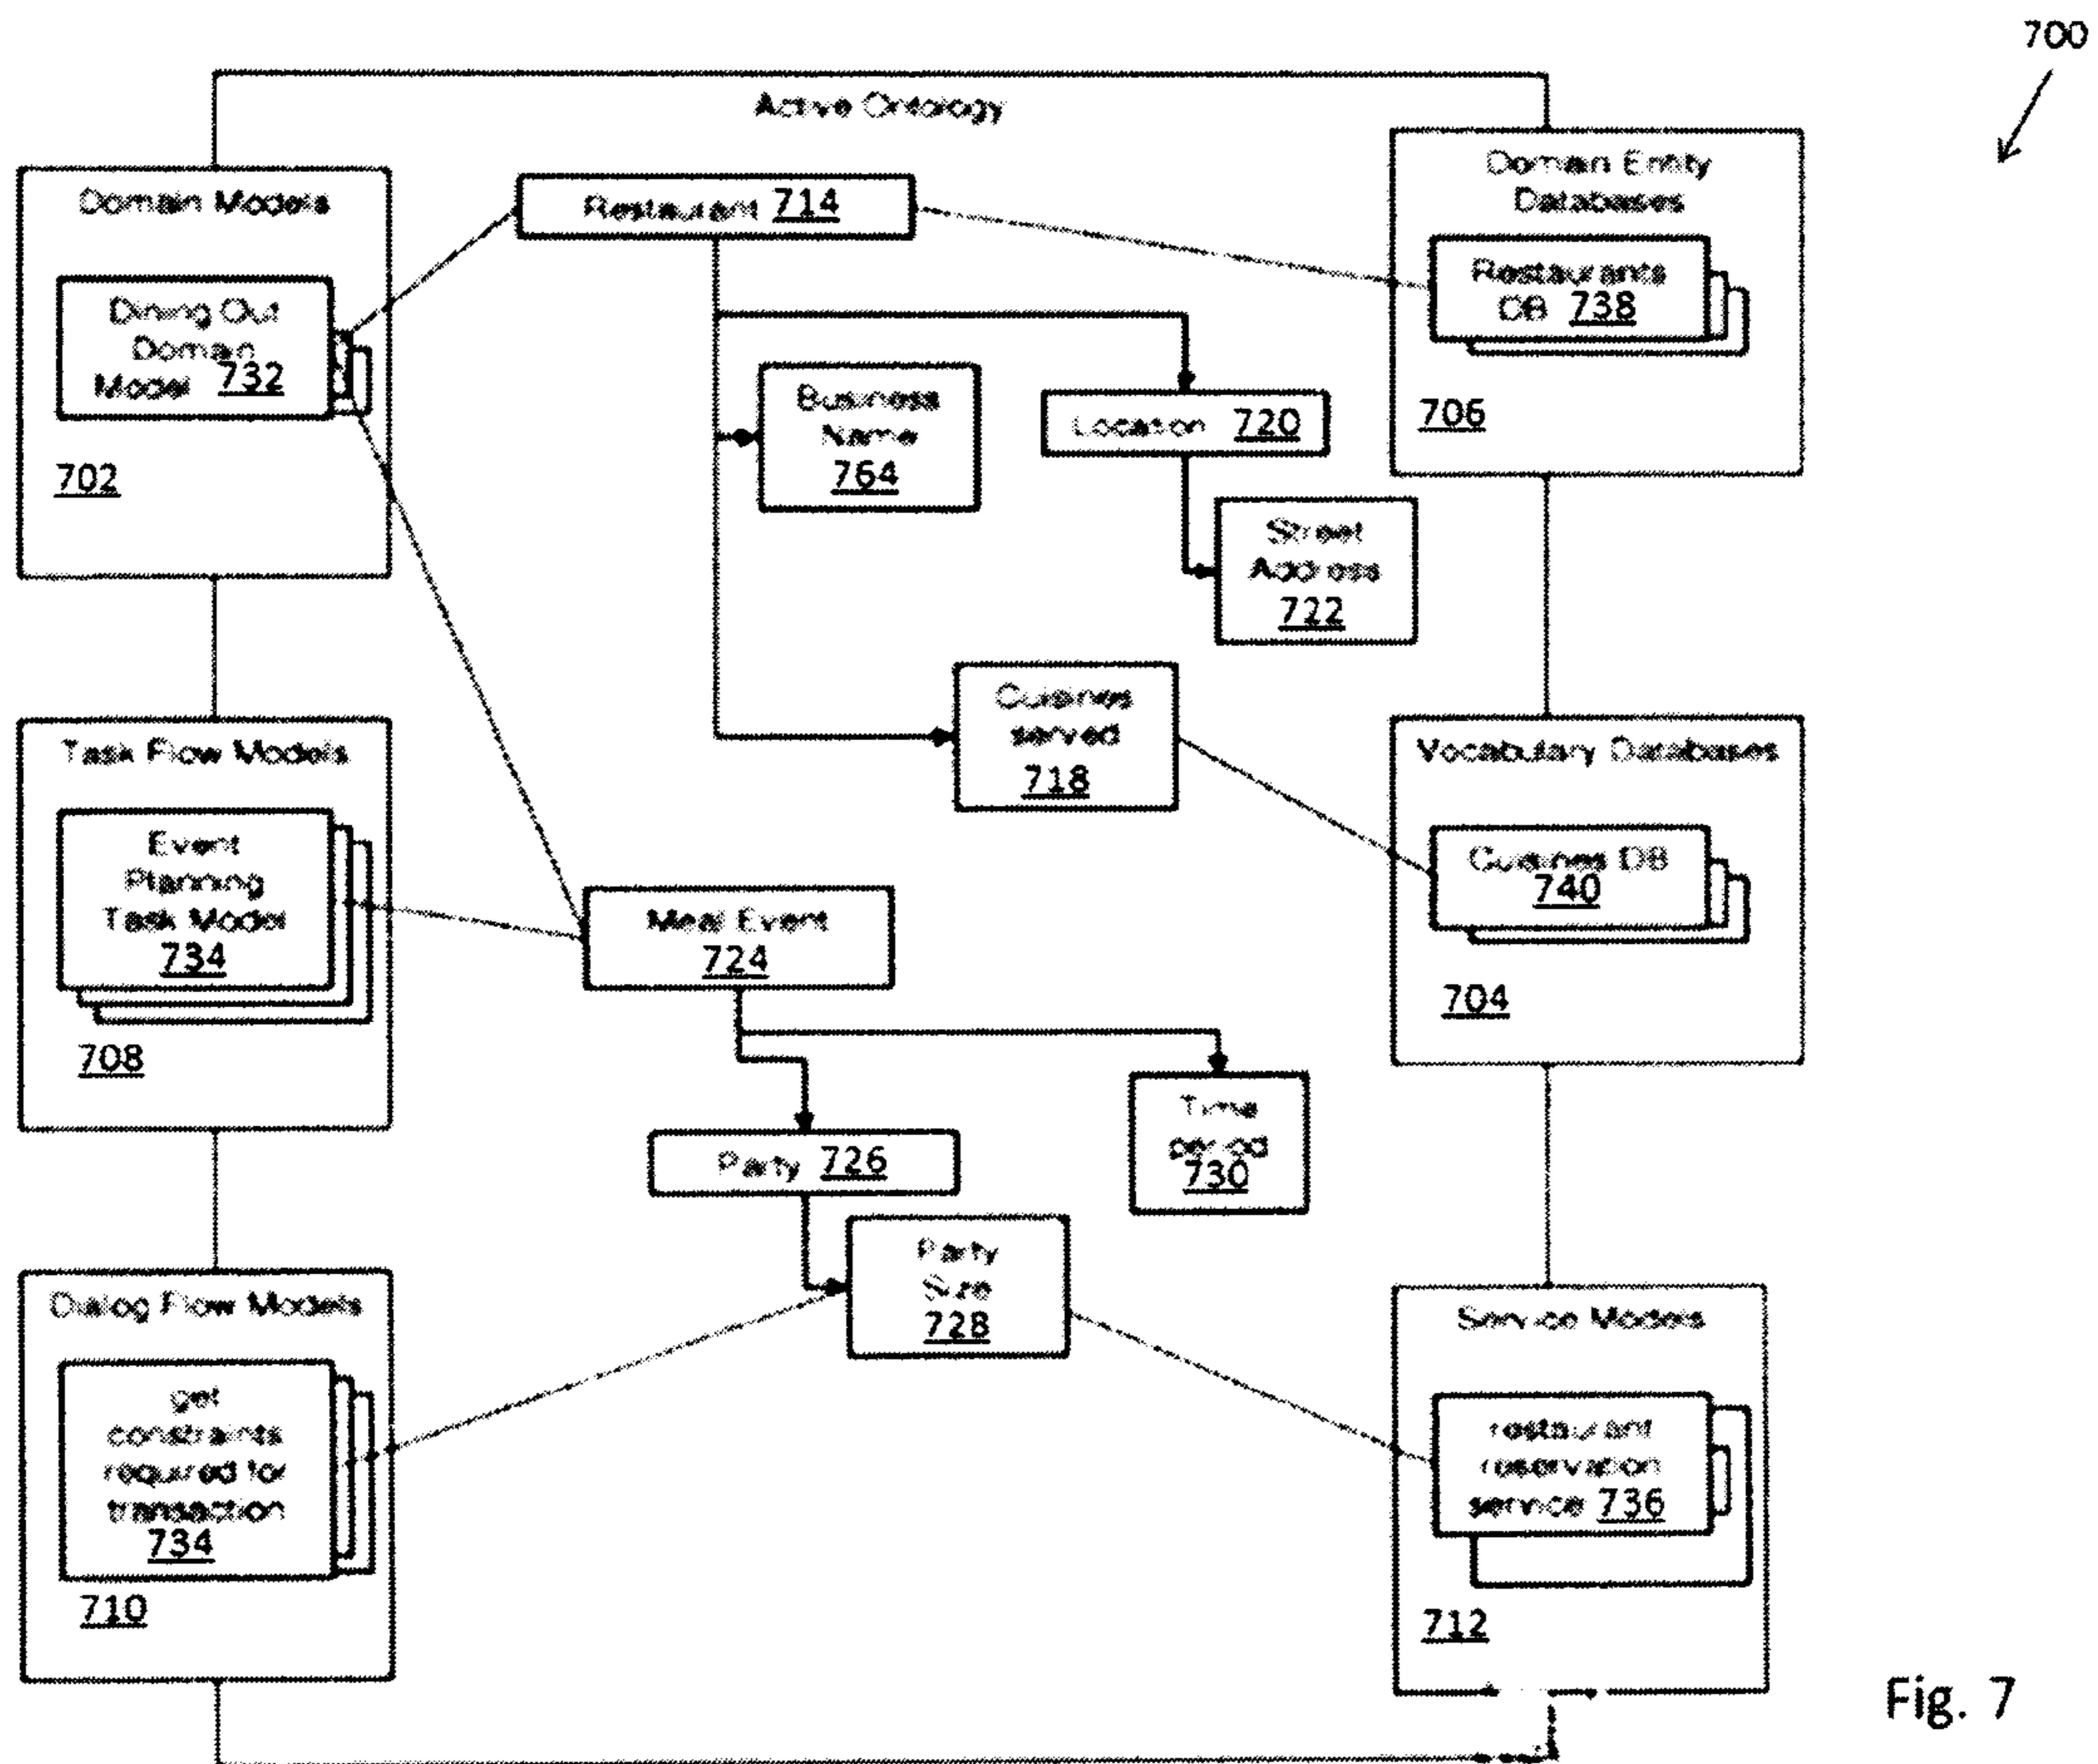 700
Active Ontology
Domain Models
Dining Out
Domain
Model 732
702
Restaurant 714
Domain Entity
Databases
Restaurants
DB 738
706
Business
Name
764
Location 720
Street
Address
722
Cuisines
served
718
Task Flow Models
Event
Planning
Task Model
734
708
Vocabulary Databases
Cuisines DB
740
704
Meal Event
724
Time
period
730
Party 726
Party
Size
728
Dialog Flow Models
get
constraints
required for
transaction
734
710
Service Models
restaurant
reservation
service 736
712
Fig. 7